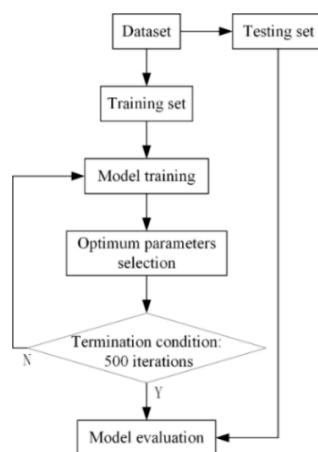 Dataset
Testing set
Training set
Model training
Optimum parameters
selection
Termination condition:
500 iterations
N
Y
Model evaluation